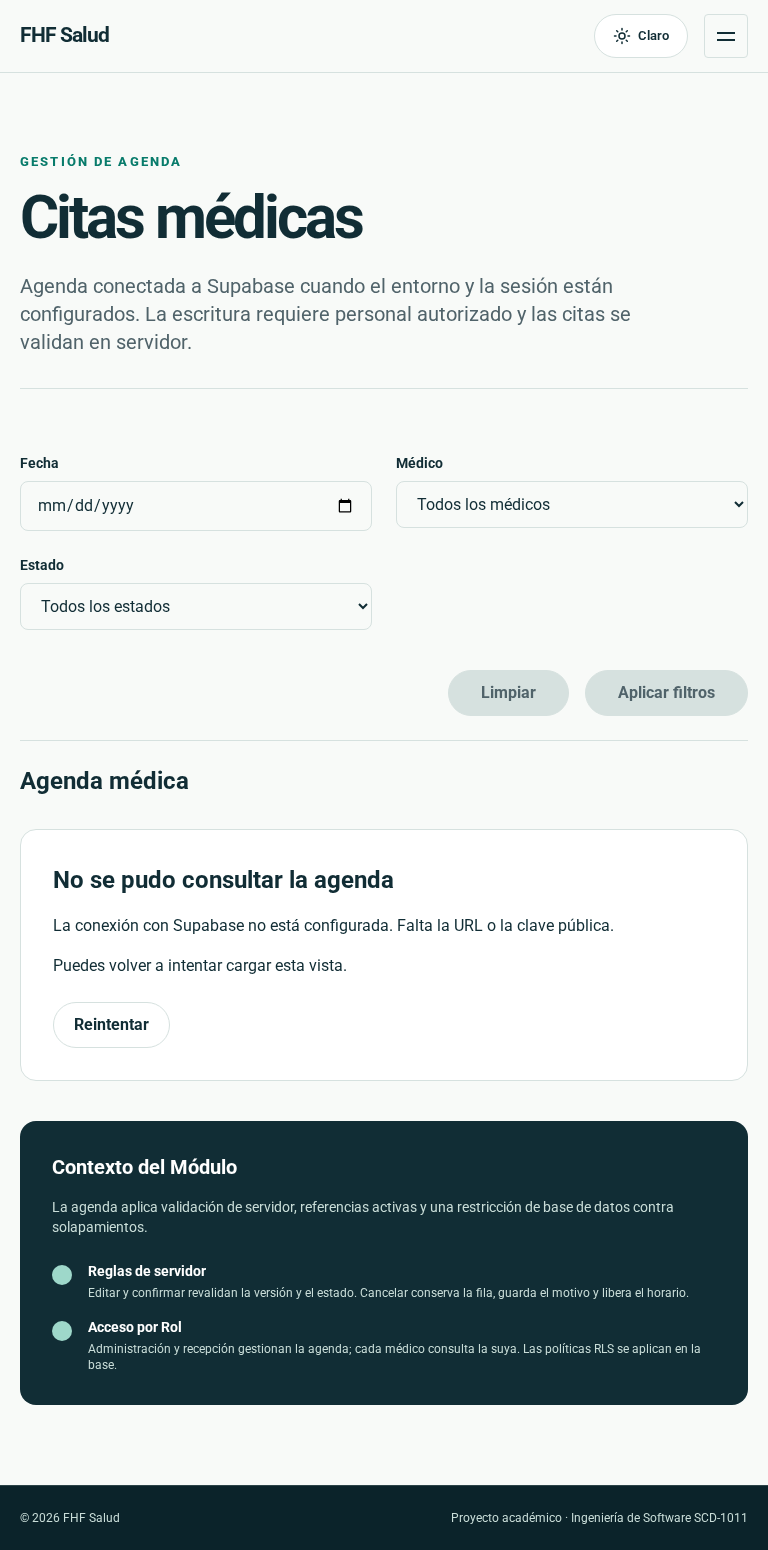 FHF Salud
Claro
GESTIÓN DE AGENDA
Citas médicas
Agenda conectada a Supabase cuando el entorno y la sesión están
configurados. La escritura requiere personal autorizado y las citas se
validan en servidor.
Fecha
Médico
mm/dd/yyyy
Todos los médicos
Estado
Todos los estados
Limpiar
Aplicar filtros
Agenda médica
No se pudo consultar la agenda
La conexión con Supabase no está configurada. Falta la URL o la clave pública.
Puedes volver a intentar cargar esta vista.
Reintentar
Contexto del Módulo
La agenda aplica validación de servidor, referencias activas y una restricción de base de datos contra
solapamientos.
Reglas de servidor
Editar y confirmar revalidan la versión y el estado. Cancelar conserva la fila, guarda el motivo y libera el horario.
Acceso por Rol
Administración y recepción gestionan la agenda; cada médico consulta la suya. Las políticas RLS se aplican en la
base.
© 2026 FHF Salud
Proyecto académico · Ingeniería de Software SCD-1011